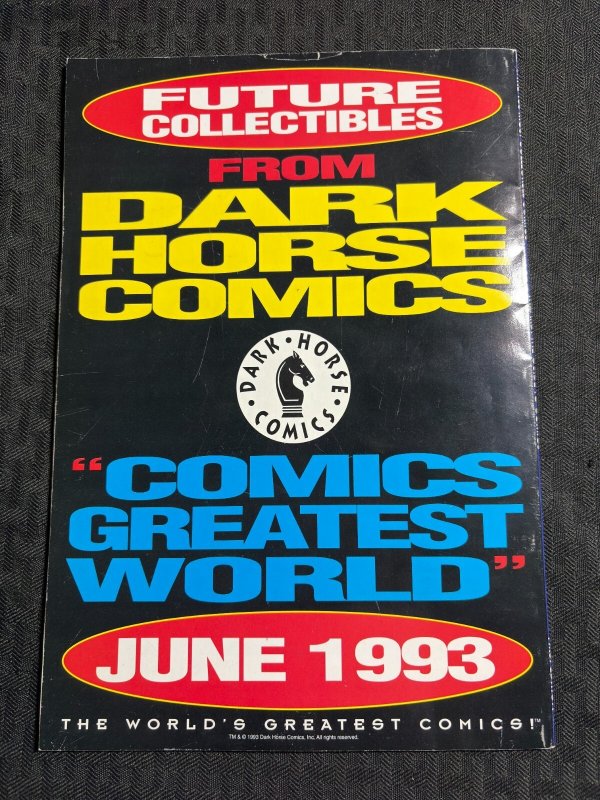 FUTURE
COLLECTIBLES
FROM
DARK
HORSE
COMICS
DARK • HORSE • COMICS •
“COMICS
GREATEST
WORLD”
JUNE 1993
THE WORLD'S GREATEST COMICS!™
TM & © 1993 Dark Horse Comics, Inc. All rights reserved.